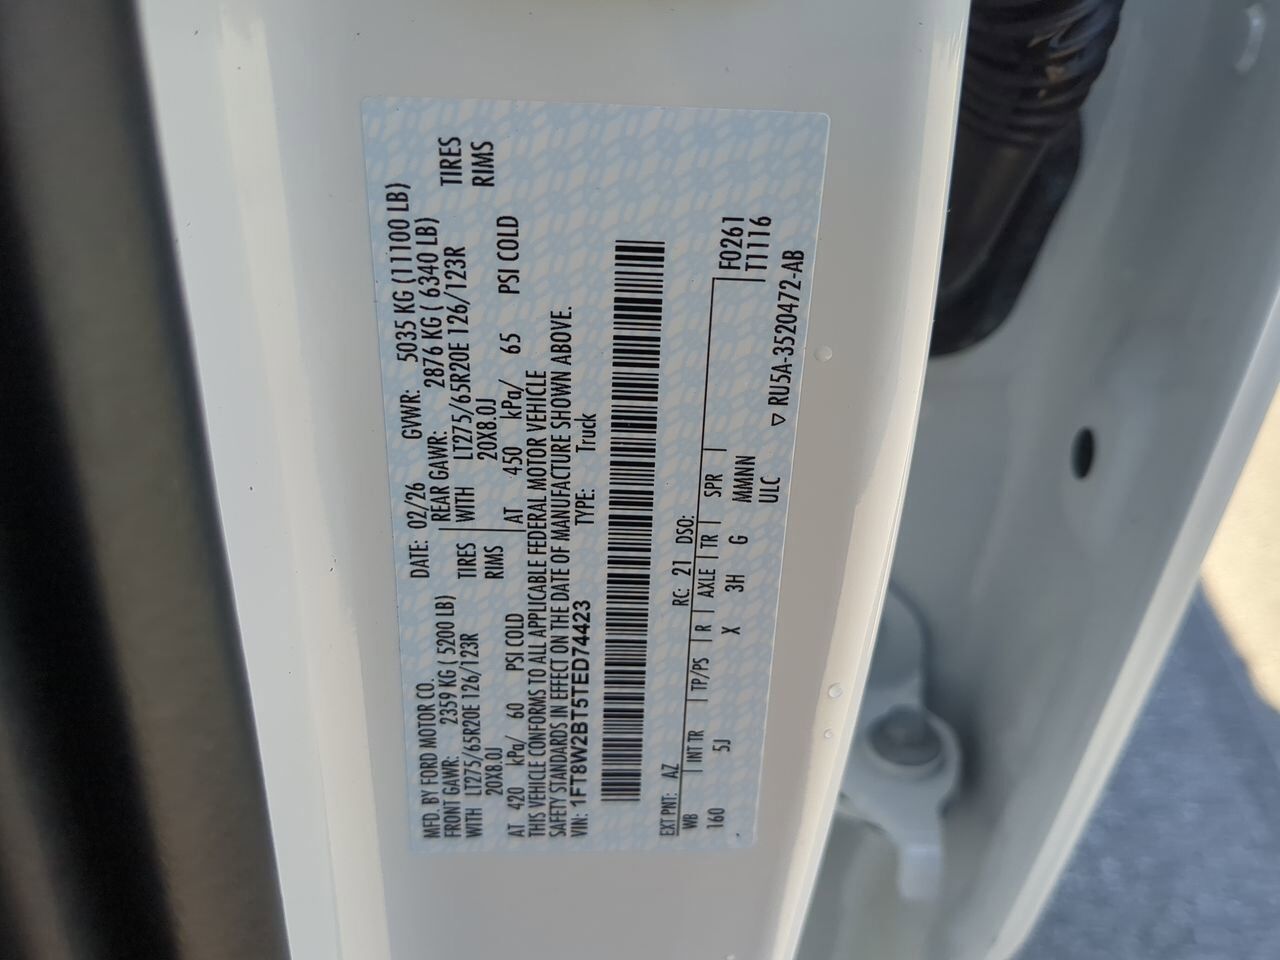 MFD. BY FORD MOTOR CO. DATE: 02/26 GVWR: 5035 KG (11100 LB)
FRONT GAWR: 2359 KG ( 5200 LB) REAR GAWR: 2876 KG ( 6340 LB)
WITH LT275/65R20E 126/123R TIRES WITH LT275/65R20E 126/123R TIRES
20X8.0J RIMS 20X8.0J RIMS
AT 420 kPa/ 60 PSI COLD AT 450 kPa/ 65 PSI COLD
THIS VEHICLE CONFORMS TO ALL APPLICABLE FEDERAL MOTOR VEHICLE
SAFETY STANDARDS IN EFFECT ON THE DATE OF MANUFACTURE SHOWN ABOVE.
VIN: 1FT8W2BT5TED74423 TYPE: Truck
EXT PNT: AZ RC: 21 DSO:
WB INT TR TP/PS R AXLE TR SPR F0261
160 5J X 3H G MMNNN T1116
ULC
▽ RU5A-3520472-AB